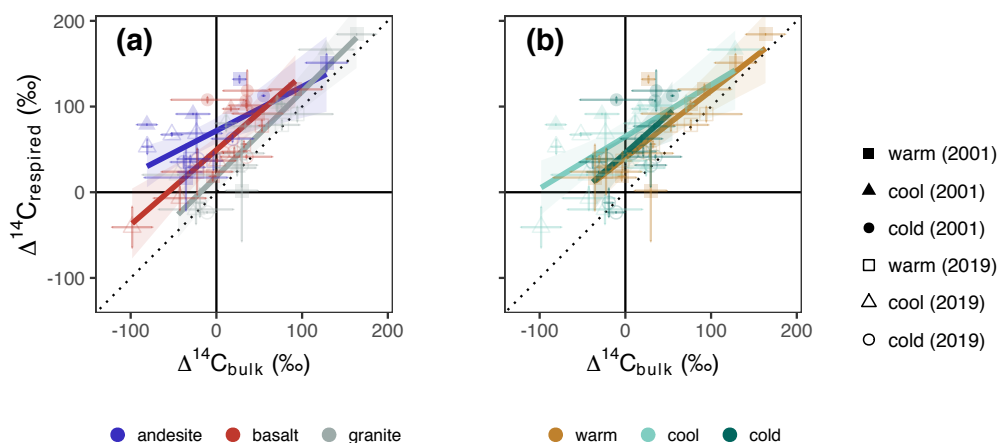 (a)
(b)
200
100
0
-100
Δ¹⁴C_respired (‰)
-100 0 100 200
-100 0 100 200
Δ¹⁴C_bulk (‰)
Δ¹⁴C_bulk (‰)
warm (2001)
cool (2001)
cold (2001)
warm (2019)
cool (2019)
cold (2019)
andesite basalt granite
warm cool cold